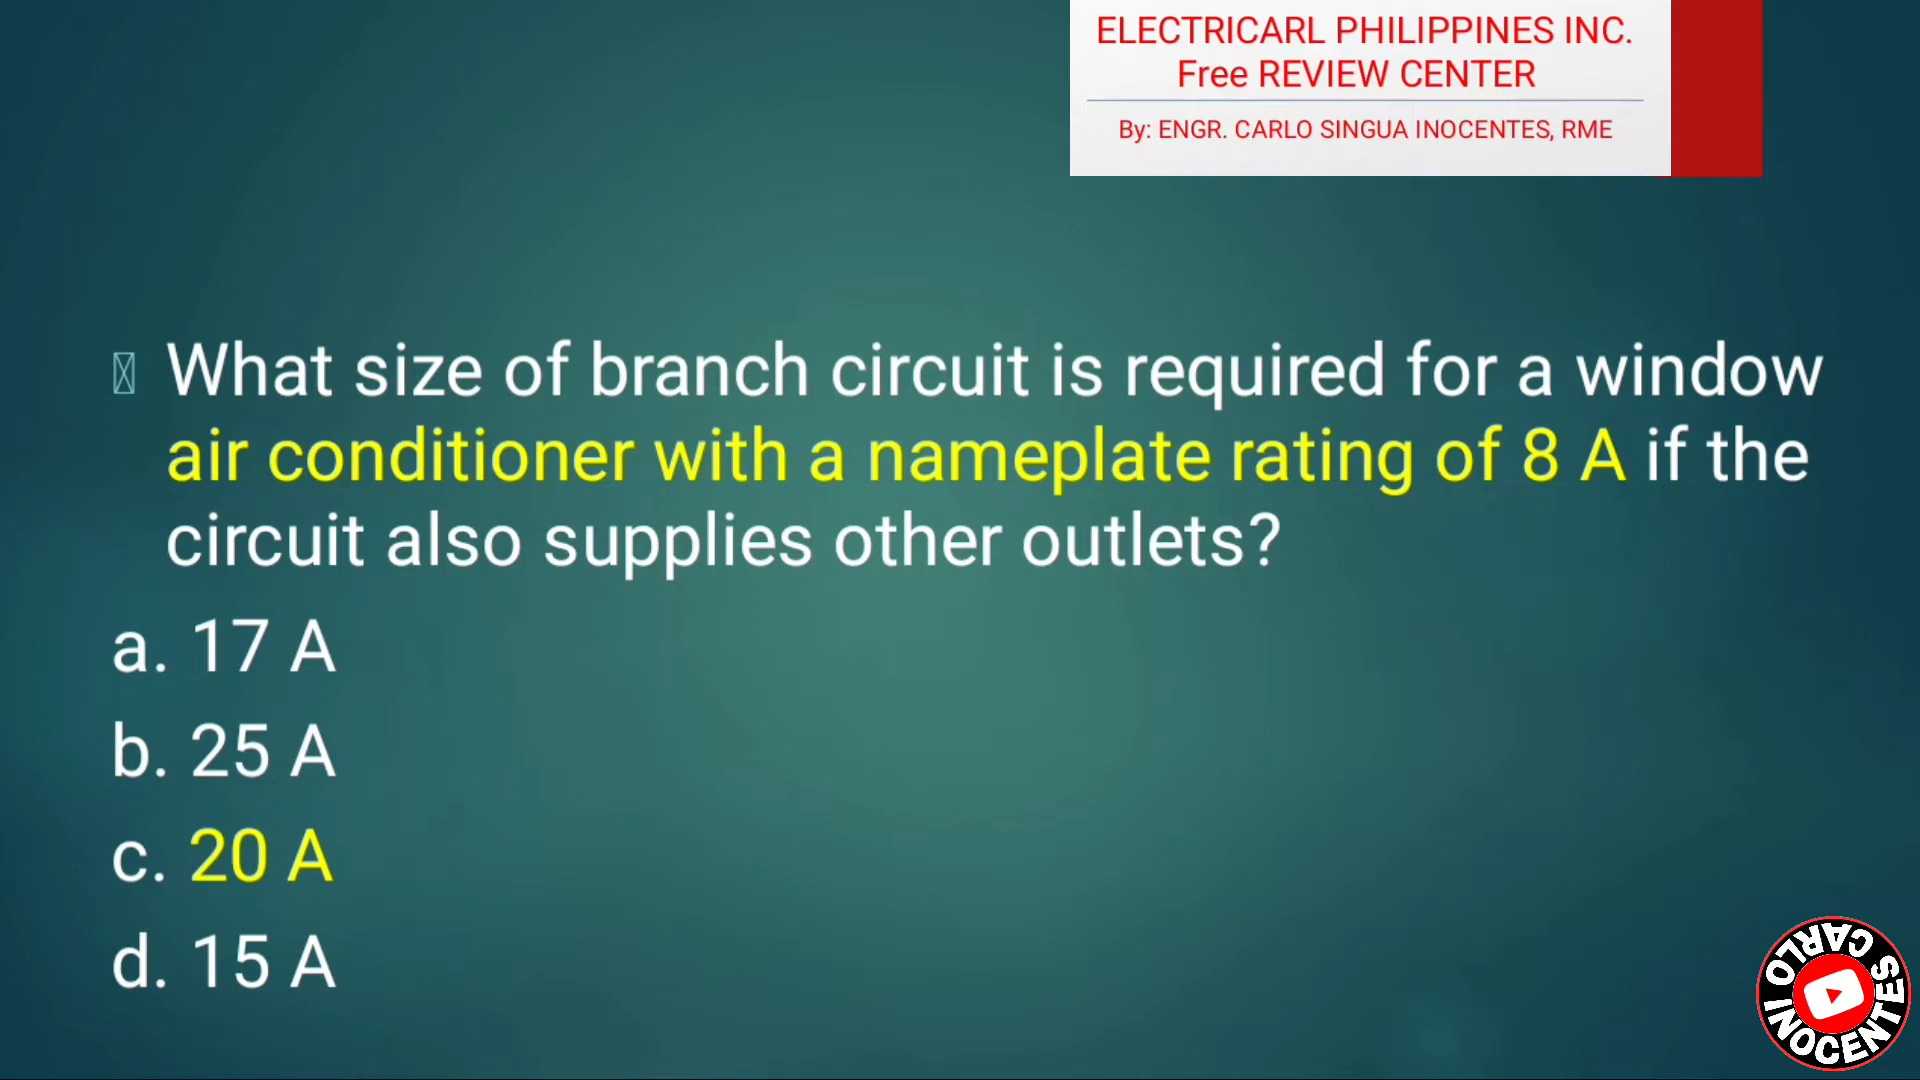 ELECTRICARL PHILIPPINES INC.
Free REVIEW CENTER
By: ENGR. CARLO SINGUA INOCENTES, RME
What size of branch circuit is required for a window
air conditioner with a nameplate rating of 8 A if the
circuit also supplies other outlets?
a. 17 A
b. 25 A
c. 20 A
d. 15 A
CARLO INOCENTES